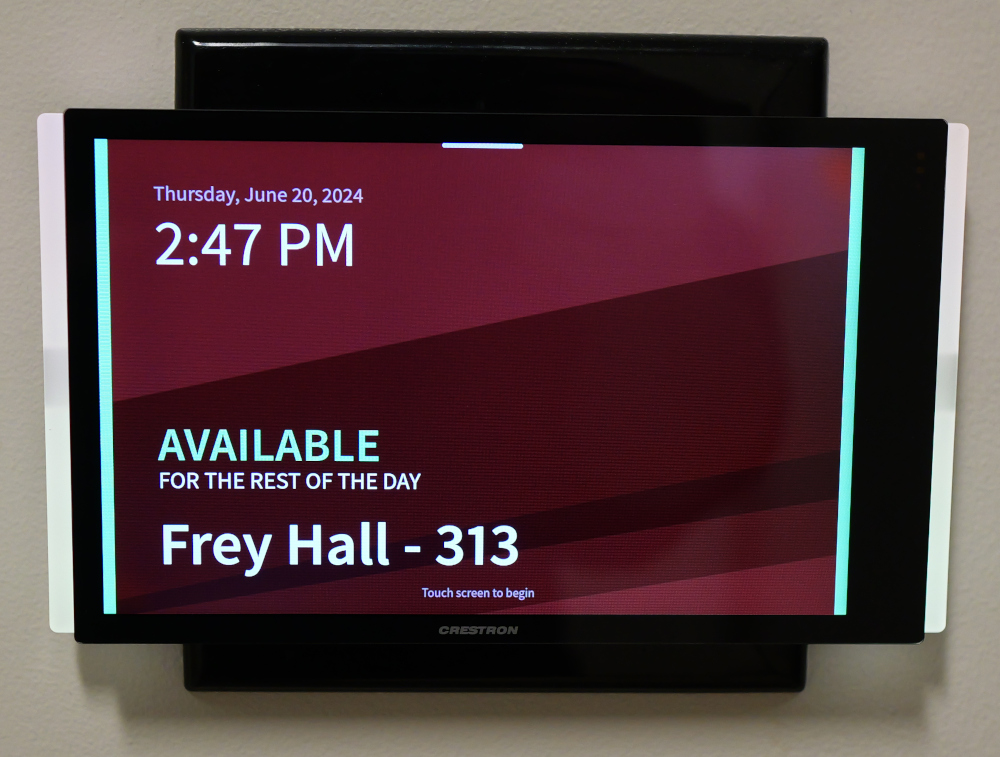 Thursday, June 20, 2024
2:47 PM
AVAILABLE
FOR THE REST OF THE DAY
Frey Hall - 313
Touch screen to begin
CRESTRON